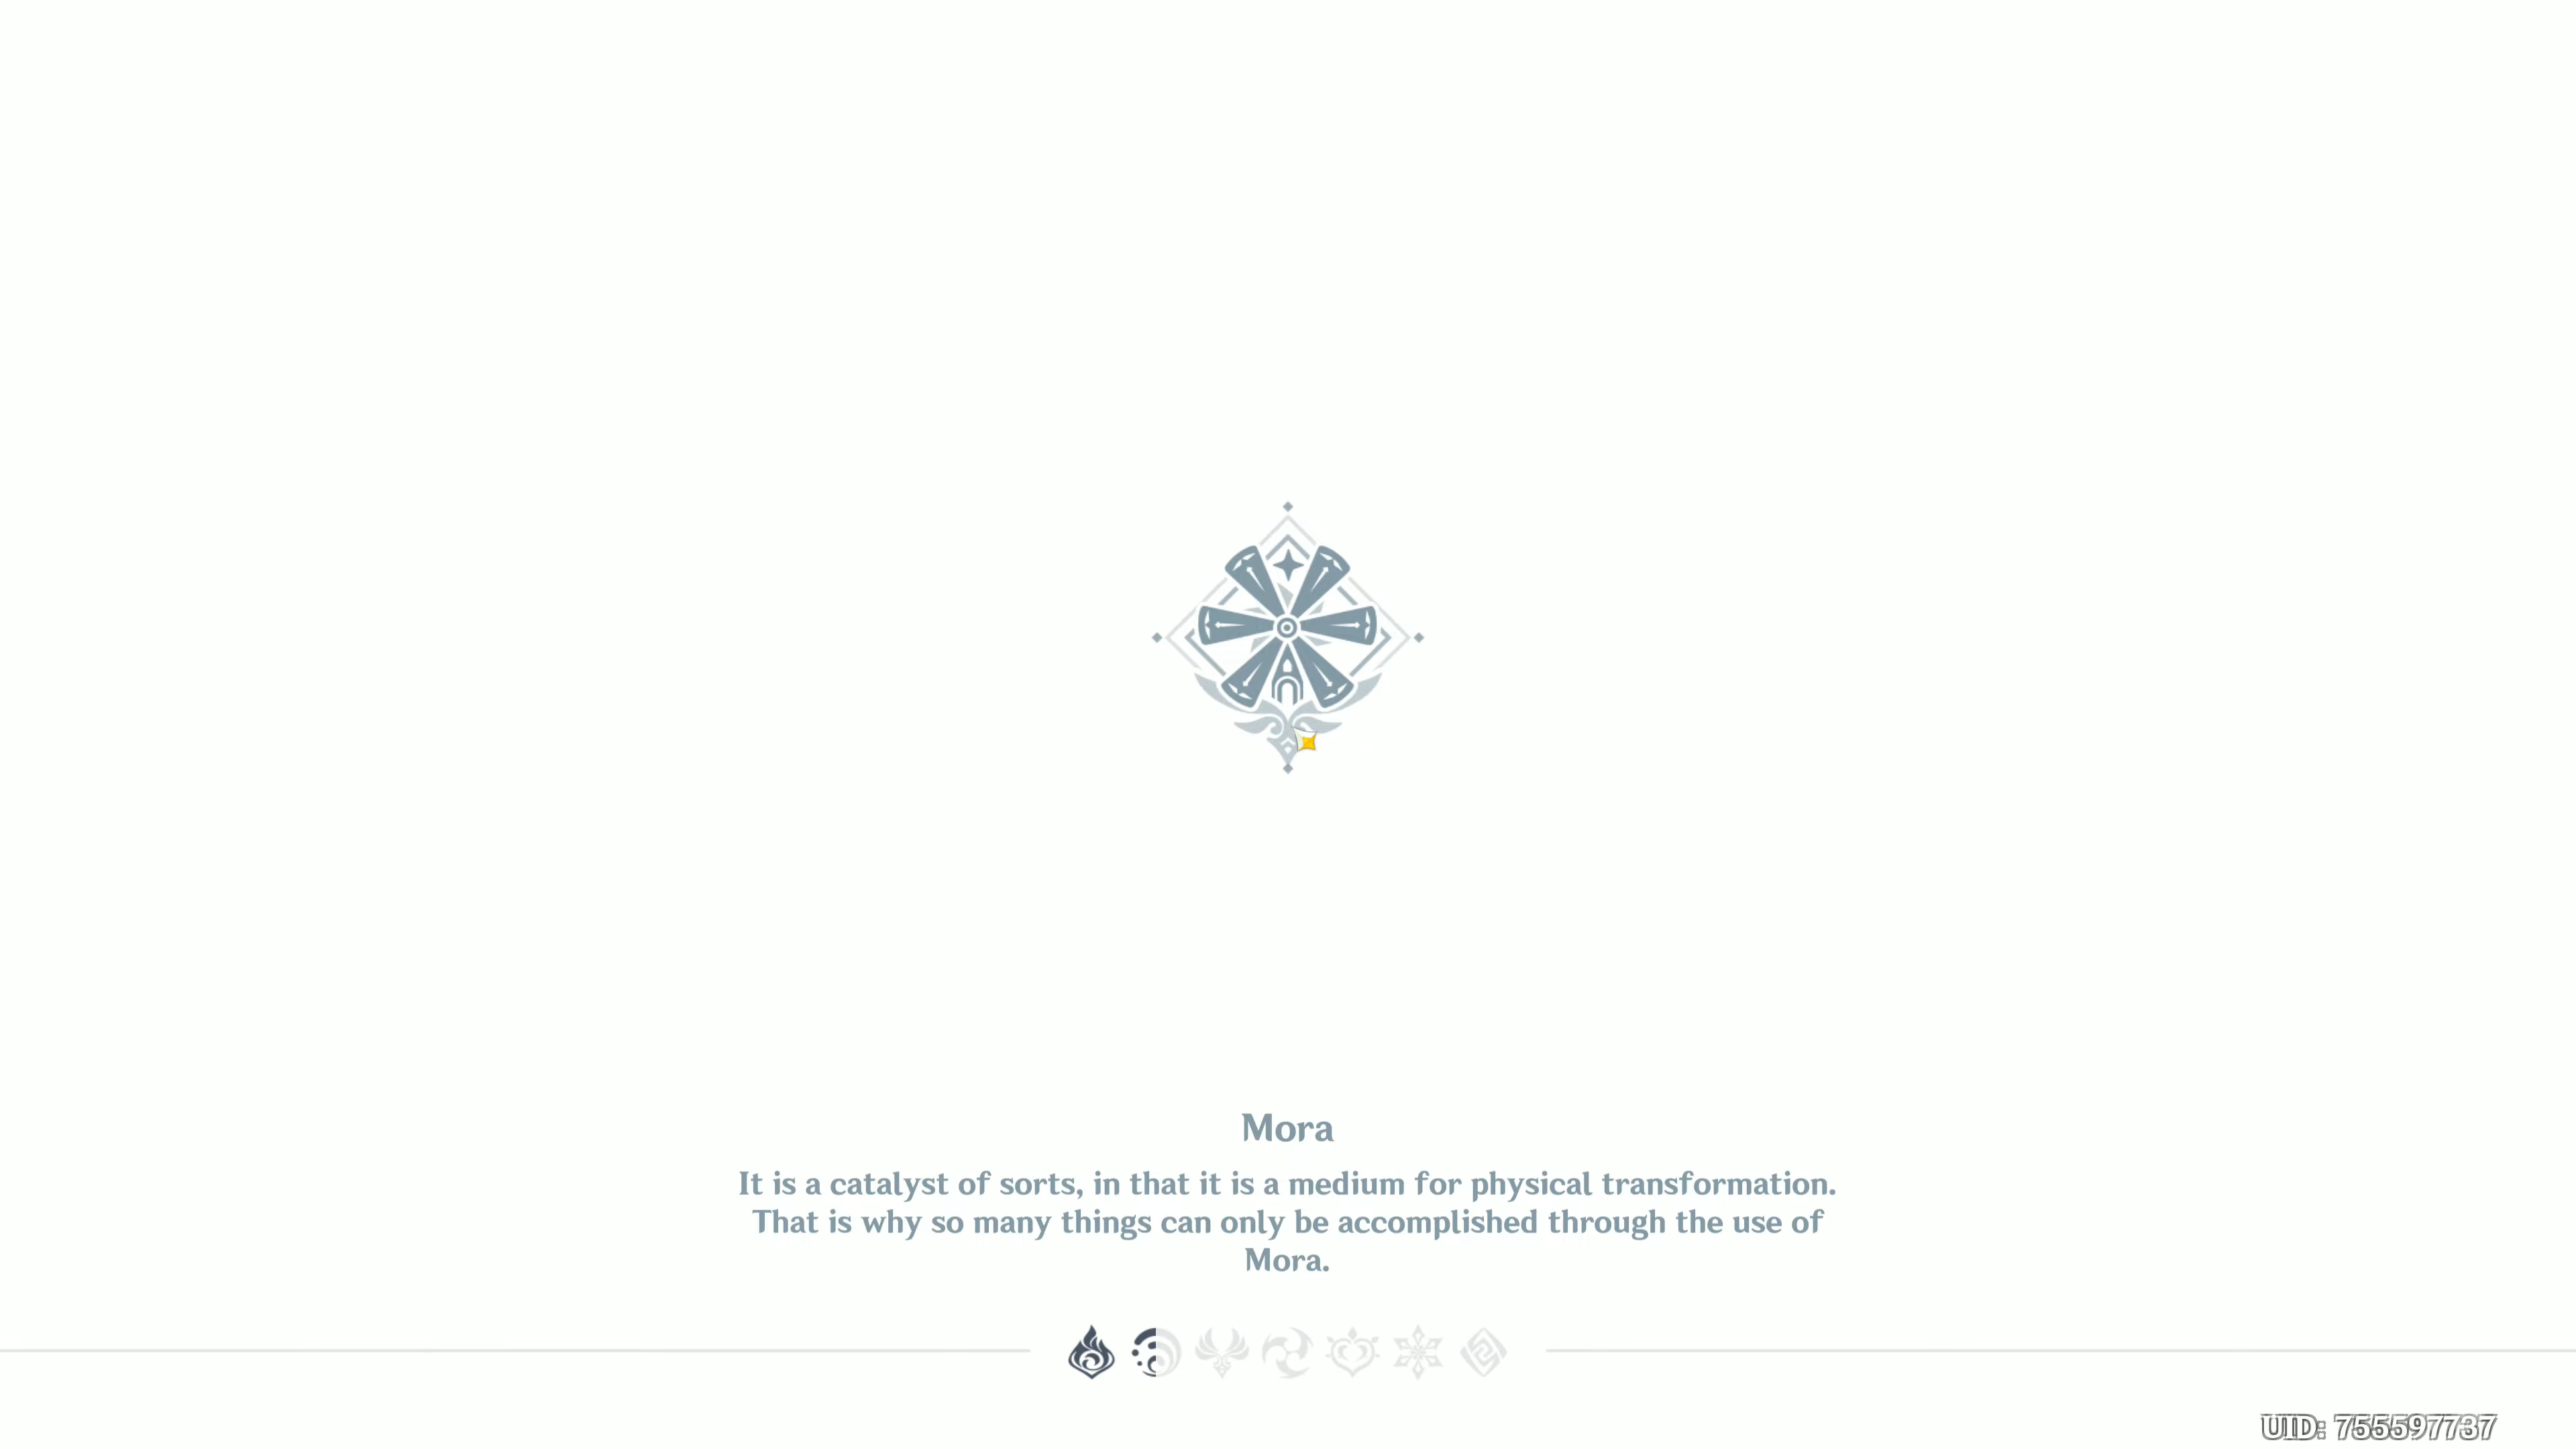 Mora
It is a catalyst of sorts, in that it is a medium for physical transformation.
That is why so many things can only be accomplished through the use of
Mora.
UID: 755597737